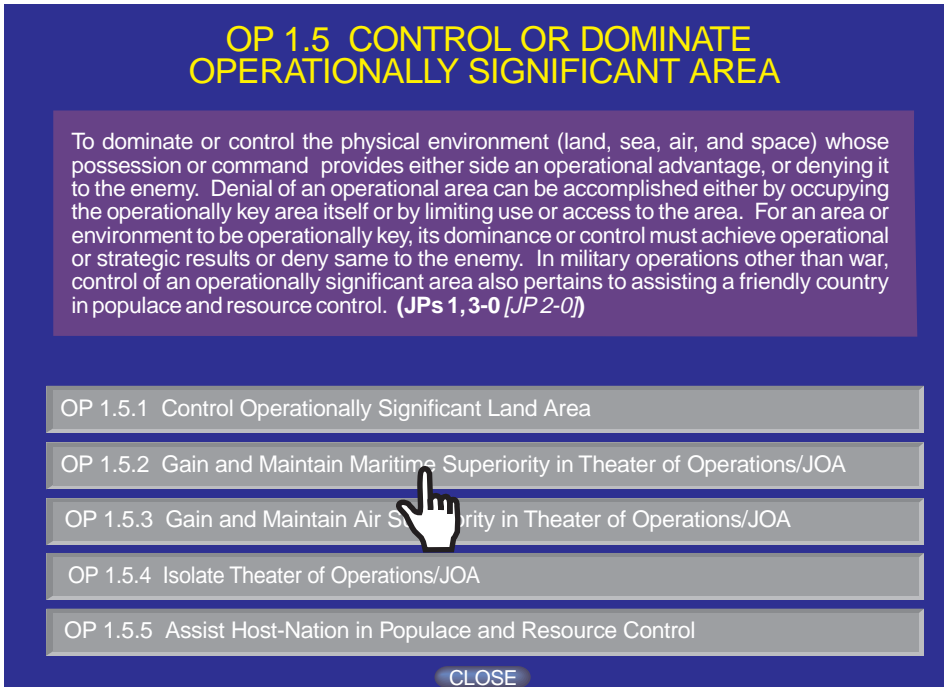 OP 1.5 CONTROL OR DOMINATE
OPERATIONALLY SIGNIFICANT AREA
To dominate or control the physical environment (land, sea, air, and space) whose
possession or command provides either side an operational advantage, or denying it
to the enemy. Denial of an operational area can be accomplished either by occupying
the operationally key area itself or by limiting use or access to the area. For an area or
environment to be operationally key, its dominance or control must achieve operational
or strategic results or deny same to the enemy. In military operations other than war,
control of an operationally significant area also pertains to assisting a friendly country
in populace and resource control. (JPs 1, 3-0 [JP 2-0])
OP 1.5.1 Control Operationally Significant Land Area
OP 1.5.2 Gain and Maintain Maritime Superiority in Theater of Operations/JOA
OP 1.5.3 Gain and Maintain Air Superiority in Theater of Operations/JOA
OP 1.5.4 Isolate Theater of Operations/JOA
OP 1.5.5 Assist Host-Nation in Populace and Resource Control
CLOSE